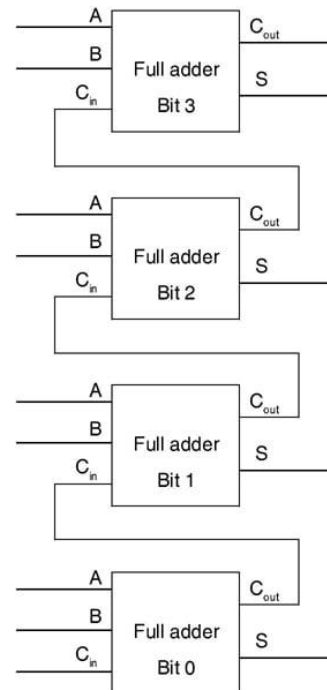 A
C_out
B
Full adder
S
C_in
Bit 3
A
C_out
B
Full adder
S
C_in
Bit 2
A
C_out
B
Full adder
S
C_in
Bit 1
A
C_out
B
Full adder
S
C_in
Bit 0